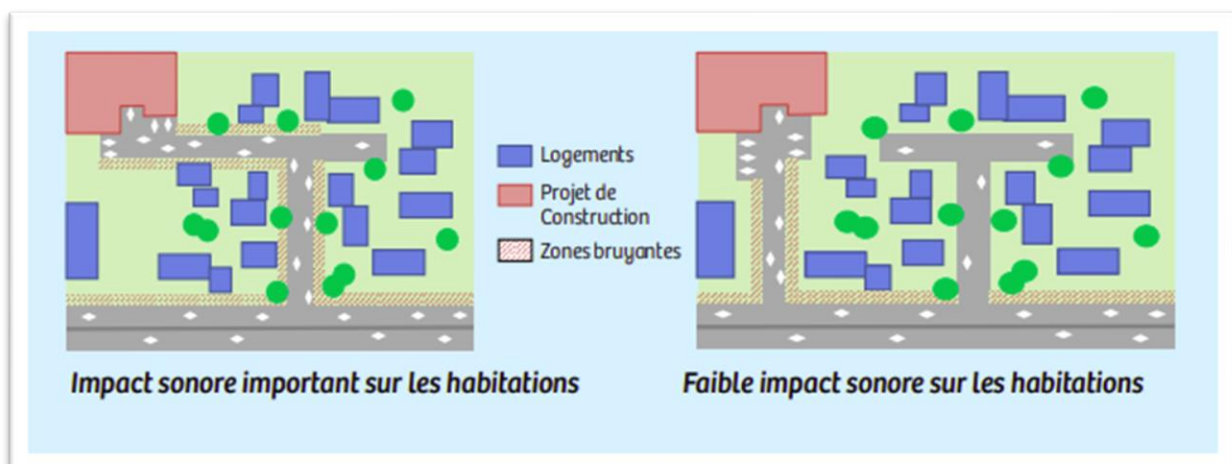 Logements
Projet de
Construction
Zones bruyantes
Impact sonore important sur les habitations
Faible impact sonore sur les habitations